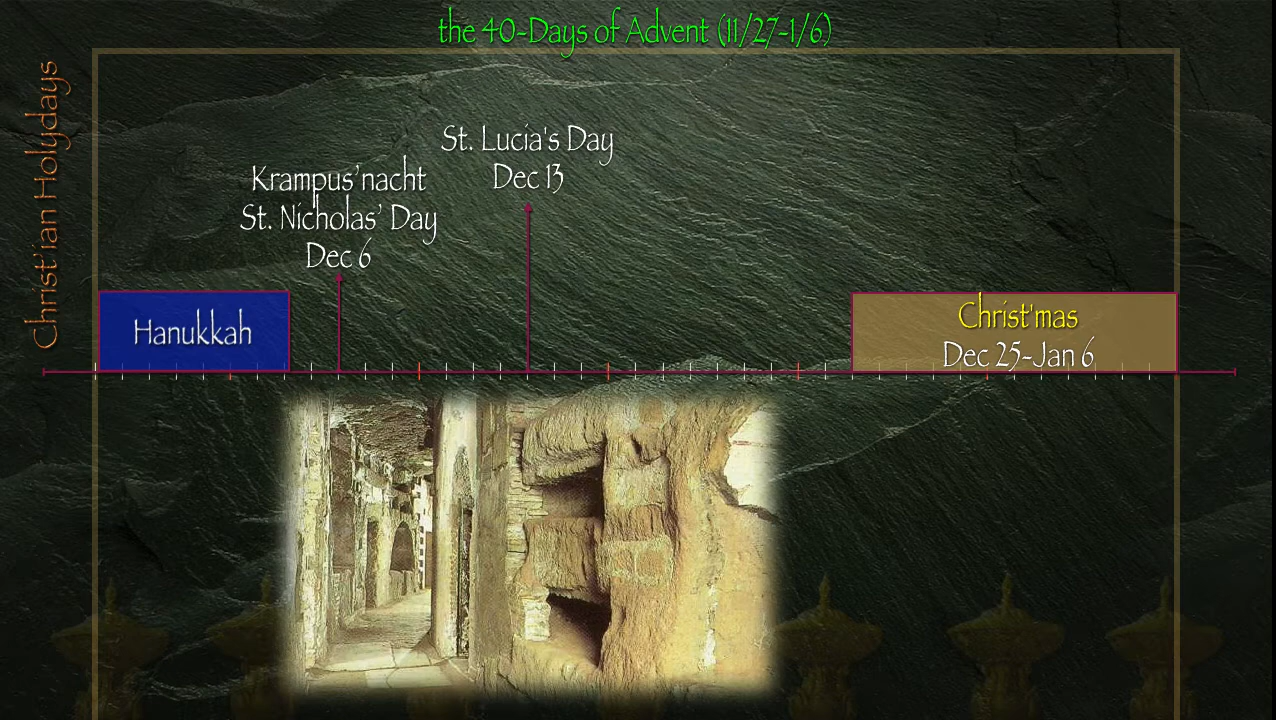 the 40-Days of Advent (11/27-1/6)
Christ'ian Holydays
St. Lucia's Day
Dec 13
Krampus'nacht
St. Nicholas' Day
Dec 6
Hanukkah
Christ'mas
Dec 25-Jan 6